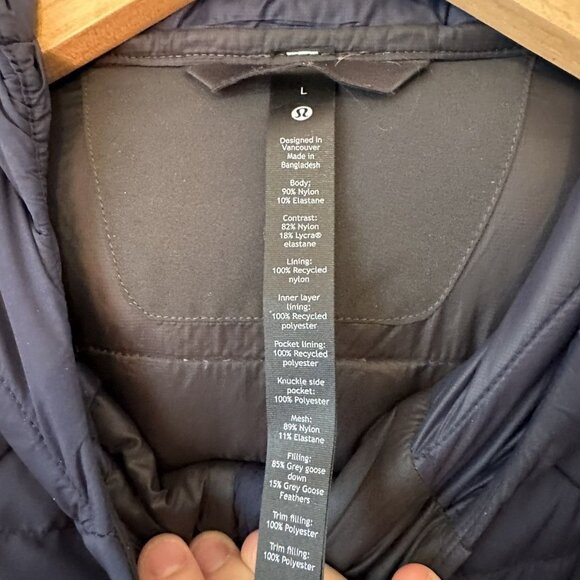 L
Designed in
Vancouver
Made in
Bangladesh
Body:
90% Nylon
10% Elastane
Contrast:
82% Nylon
18% Lycra®
elastane
Lining:
100% Recycled
nylon
Inner layer
lining:
100% Recycled
polyester
Pocket lining:
100% Recycled
polyester
Knuckle side
pocket:
100% Polyester
Mesh:
89% Nylon
11% Elastane
Filling:
85% Grey goose
down
15% Grey Goose
Feathers
Trim filling:
100% Polyester
Trim filling:
100% Polyester